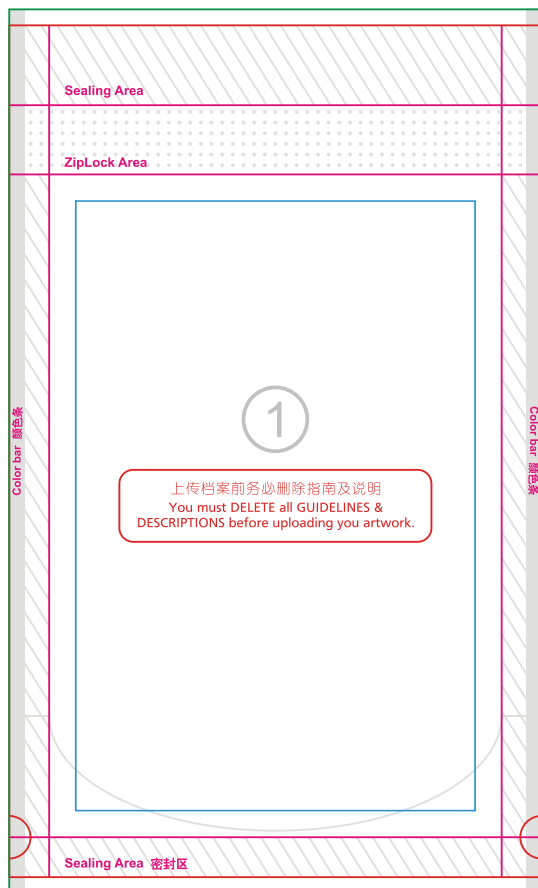 Sealing Area
ZipLock Area
Color bar 颜色条
Color bar 颜色条
1
上传档案前务必删除指南及说明
You must DELETE all GUIDELINES &
DESCRIPTIONS before uploading you artwork.
Sealing Area 密封区